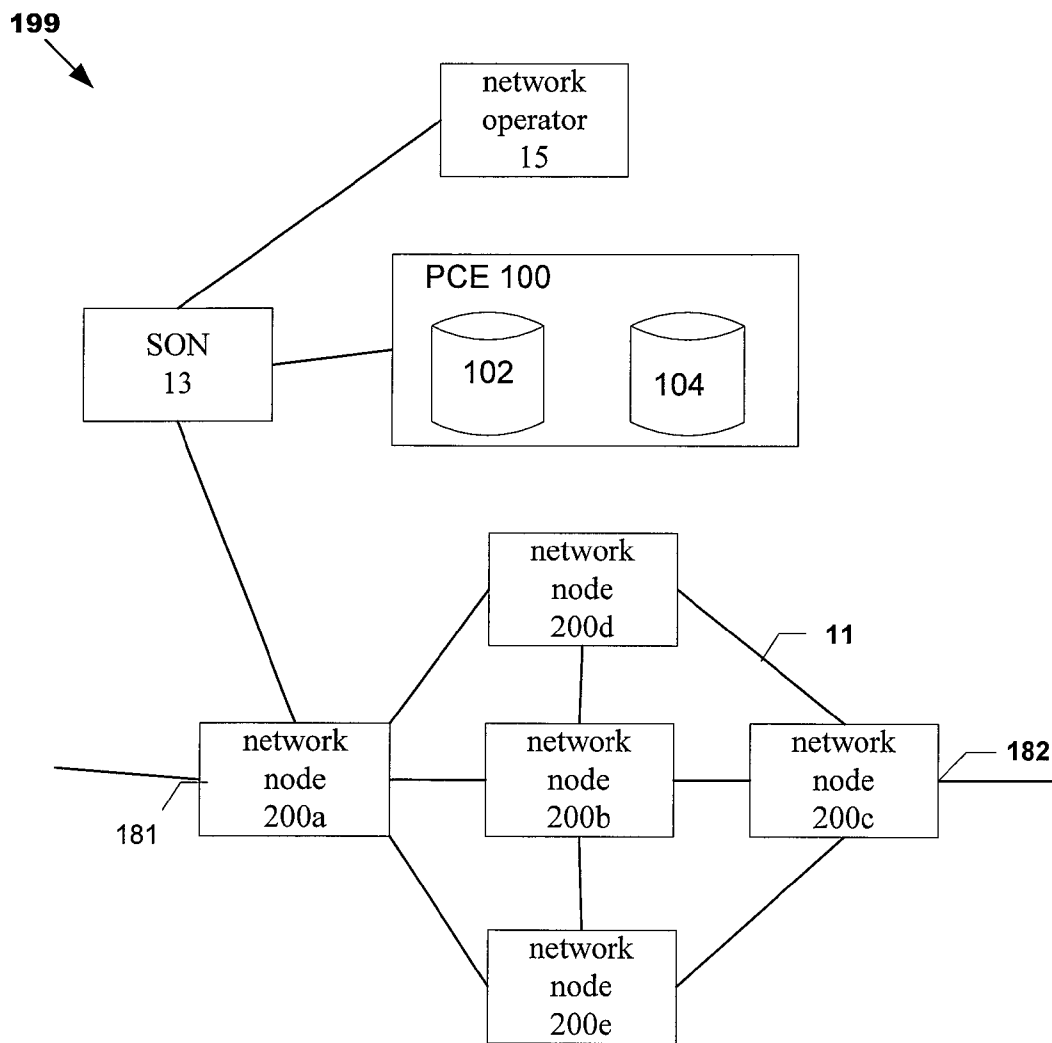 199
network
operator
15
PCE 100
SON
13
102
104
network
node
200d
11
network
node
200a
network
node
200b
network
node
200c
182
181
network
node
200e